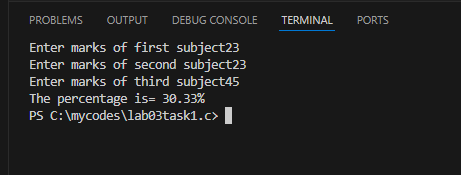 PROBLEMS OUTPUT DEBUG CONSOLE TERMINAL PORTS
Enter marks of first subject23
Enter marks of second subject23
Enter marks of third subject45
The percentage is= 30.33%
PS C:\mycodes\lab03task1.c>